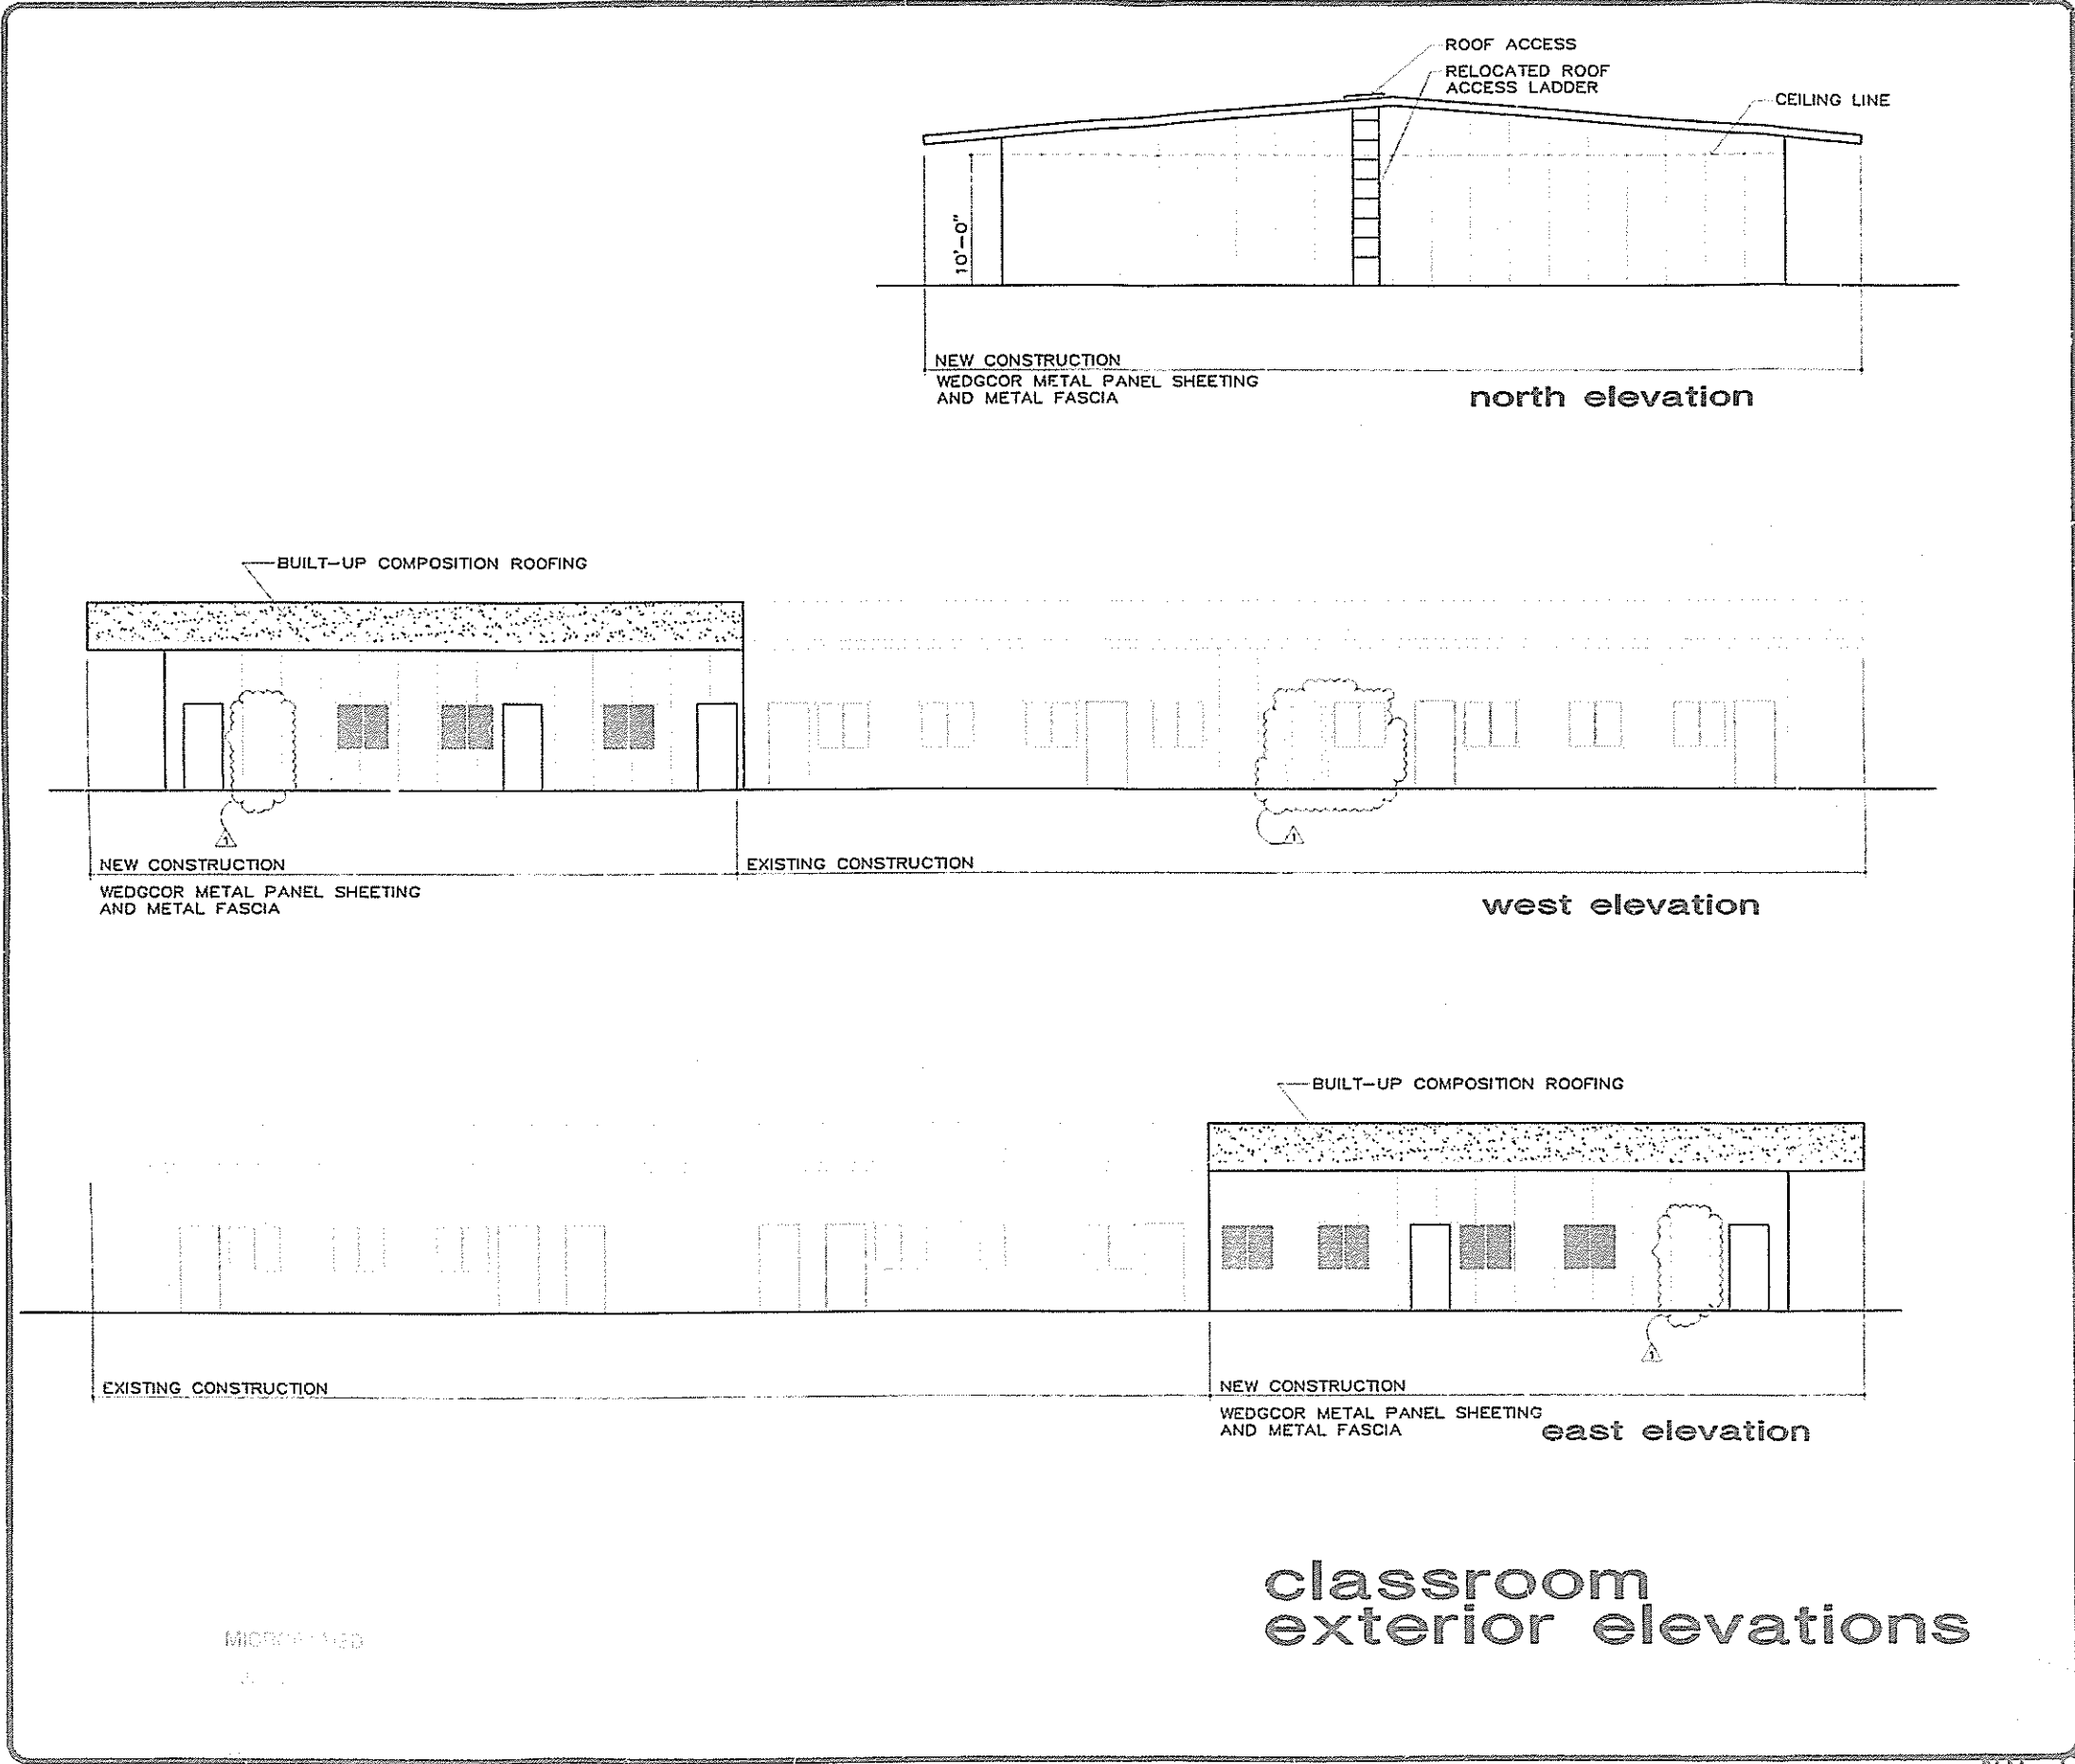 ROOF ACCESS
RELOCATED ROOF
ACCESS LADDER
CEILING LINE
10'-0"
NEW CONSTRUCTION
WEDGCOR METAL PANEL SHEETING
AND METAL FASCIA
north elevation
BUILT-UP COMPOSITION ROOFING
1
1
NEW CONSTRUCTION
EXISTING CONSTRUCTION
WEDGCOR METAL PANEL SHEETING
AND METAL FASCIA
west elevation
BUILT-UP COMPOSITION ROOFING
1
EXISTING CONSTRUCTION
NEW CONSTRUCTION
WEDGCOR METAL PANEL SHEETING
AND METAL FASCIA
east elevation
classroom
exterior elevations